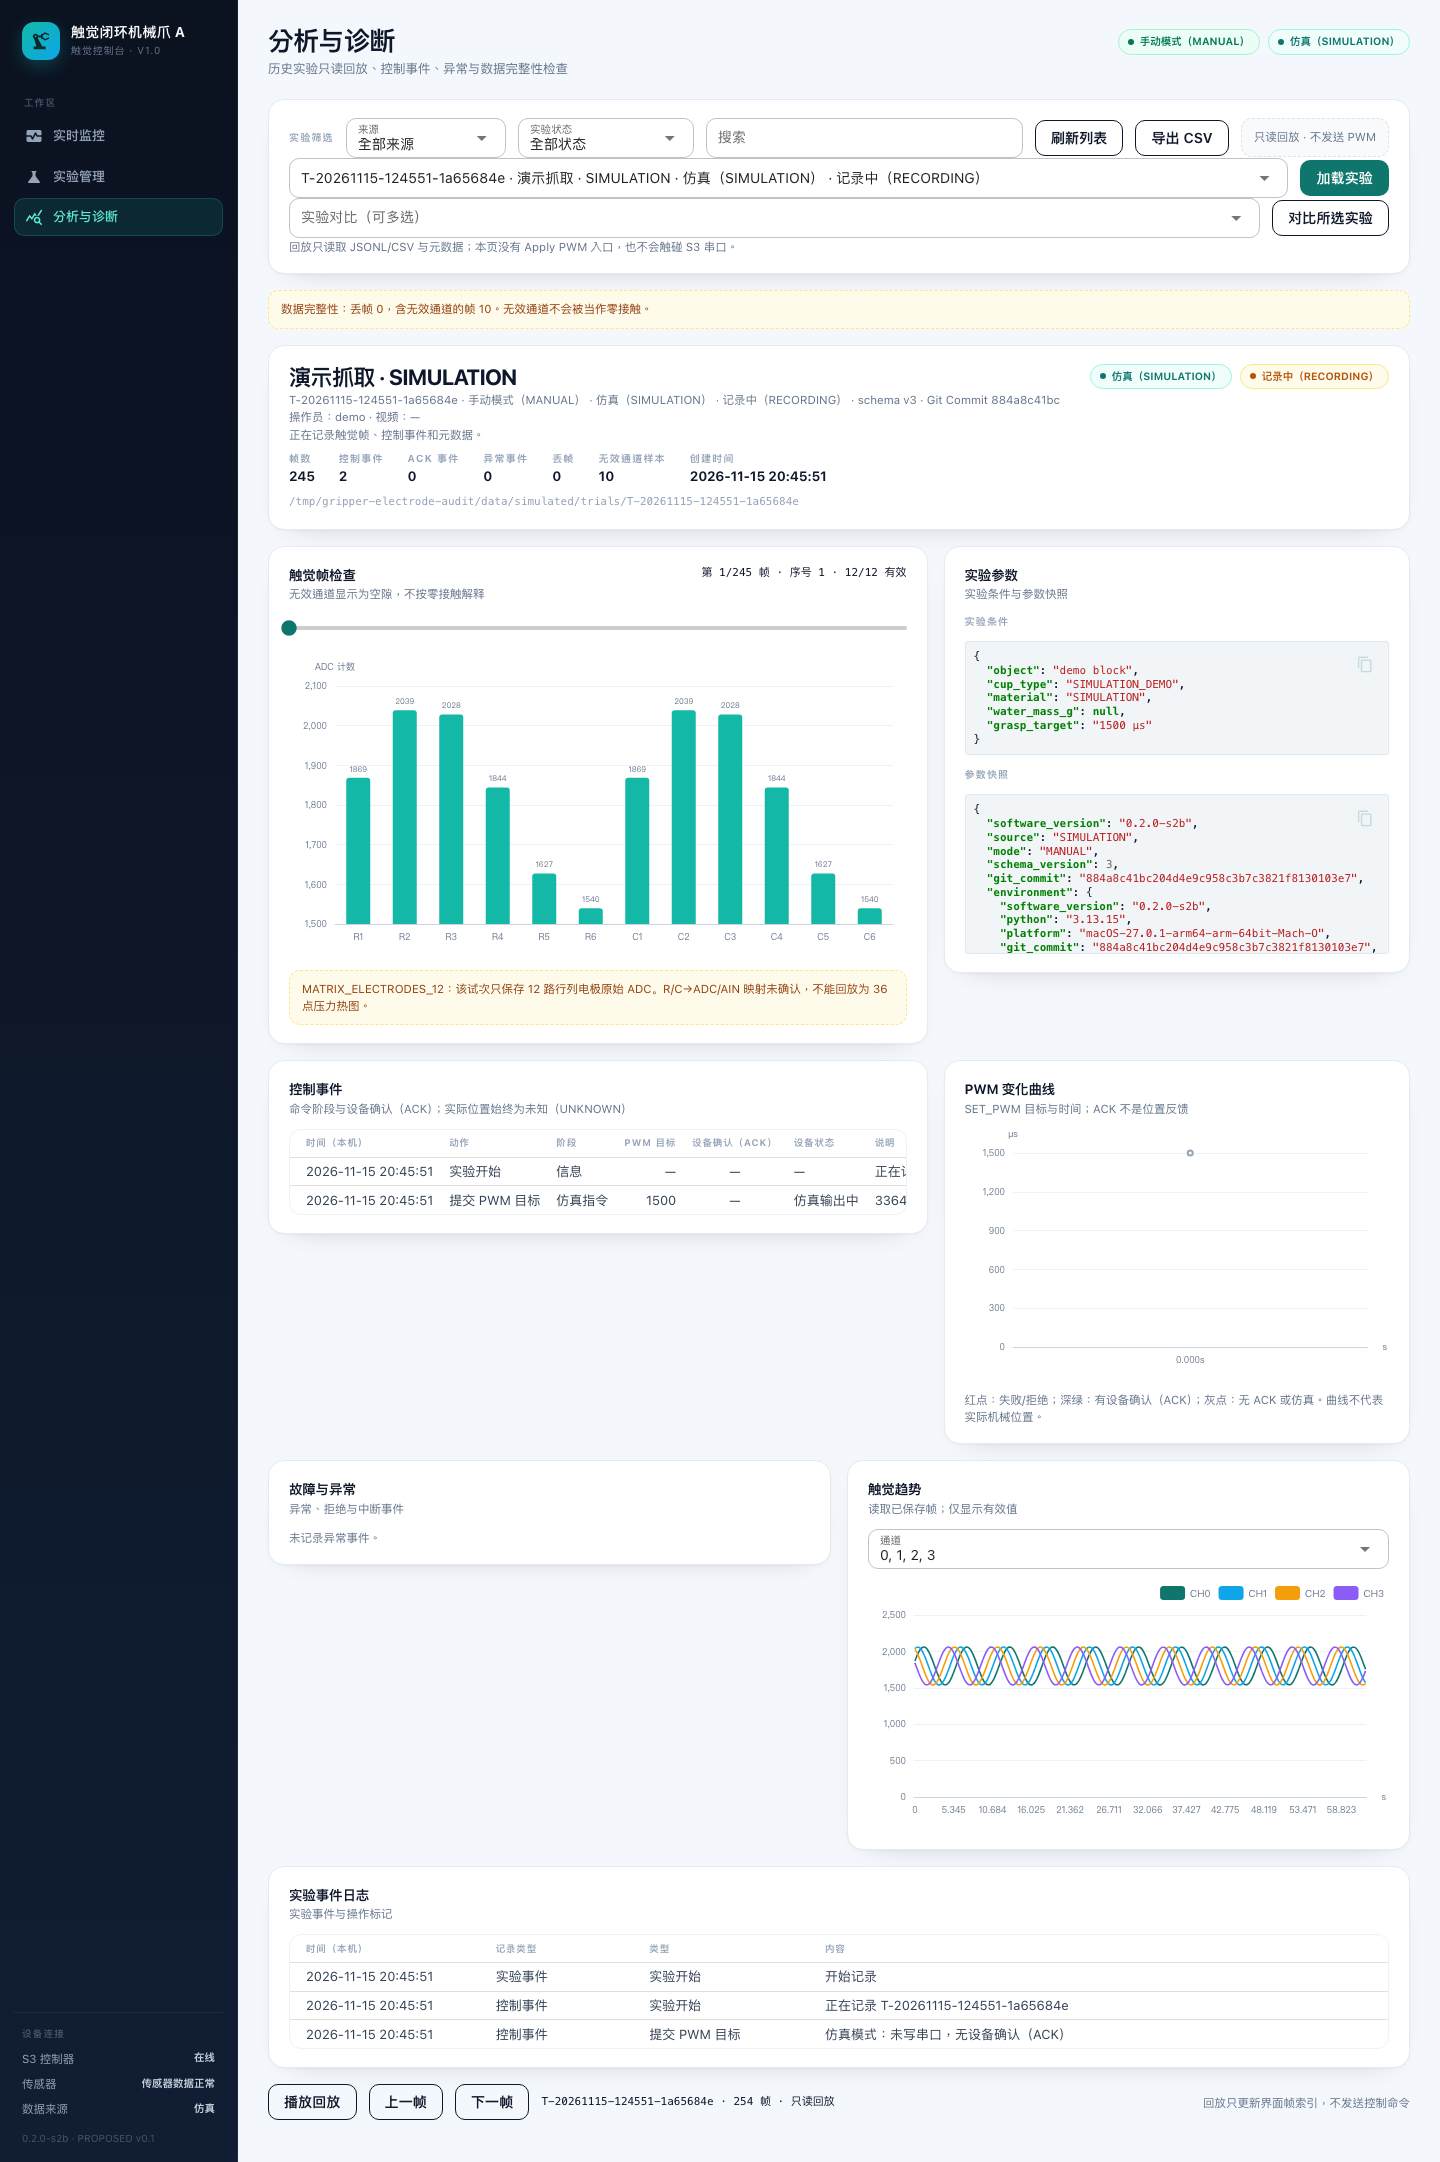 触觉闭环机械爪 A
触觉控制台 · V1.0
工作区
实时监控
实验管理
分析与诊断
分析与诊断
历史实验只读回放、控制事件、异常与数据完整性检查
手动模式（MANUAL）
仿真（SIMULATION）
实验筛选
来源
全部来源
实验状态
全部状态
搜索
刷新列表
导出 CSV
只读回放 · 不发送 PWM
T-20261115-124551-1a65684e · 演示抓取 · SIMULATION · 仿真（SIMULATION） · 记录中（RECORDING）
加载实验
实验对比（可多选）
对比所选实验
回放只读取 JSONL/CSV 与元数据；本页没有 Apply PWM 入口，也不会触碰 S3 串口。
数据完整性：丢帧 0，含无效通道的帧 10。无效通道不会被当作零接触。
演示抓取 · SIMULATION
仿真（SIMULATION）
记录中（RECORDING）
T-20261115-124551-1a65684e · 手动模式（MANUAL） · 仿真（SIMULATION） · 记录中（RECORDING） · schema v3 · Git Commit 884a8c41bc
操作员：demo · 视频：—
正在记录触觉帧、控制事件和元数据。
帧数 控制事件 ACK 事件 异常事件 丢帧 无效通道样本 创建时间
245 2 0 0 0 10 2026-11-15 20:45:51
/tmp/gripper-electrode-audit/data/simulated/trials/T-20261115-124551-1a65684e
触觉帧检查
第 1/245 帧 · 序号 1 · 12/12 有效
无效通道显示为空隙，不按零接触解释
ADC 计数
2,100
2,000
1,900
1,800
1,700
1,600
1,500
1869 2039 2028 1844 1627 1540 1869 2039 2028 1844 1627 1540
R1 R2 R3 R4 R5 R6 C1 C2 C3 C4 C5 C6
MATRIX_ELECTRODES_12：该试次只保存 12 路行列电极原始 ADC。R/C→ADC/AIN 映射未确认，不能回放为 36
点压力热图。
实验参数
实验条件与参数快照
实验条件
{
"object": "demo block",
"cup_type": "SIMULATION_DEMO",
"material": "SIMULATION",
"water_mass_g": null,
"grasp_target": "1500 µs"
}
参数快照
{
"software_version": "0.2.0-s2b",
"source": "SIMULATION",
"mode": "MANUAL",
"schema_version": 3,
"git_commit": "884a8c41bc204d4e9c958c3b7c3821f8130103e7",
"environment": {
"software_version": "0.2.0-s2b",
"python": "3.13.15",
"platform": "macOS-27.0.1-arm64-arm-64bit-Mach-O",
"git_commit": "884a8c41bc204d4e9c958c3b7c3821f8130103e7",
控制事件
命令阶段与设备确认（ACK）；实际位置始终为未知（UNKNOWN）
时间（本机） 动作 阶段 PWM 目标 设备确认（ACK） 设备状态 说明
2026-11-15 20:45:51 实验开始 信息 — — — 正在
2026-11-15 20:45:51 提交 PWM 目标 仿真指令 1500 — 仿真输出中 3364
PWM 变化曲线
SET_PWM 目标与时间；ACK 不是位置反馈
µs
1,500
1,200
900
600
300
0
s
0.000s
红点：失败/拒绝；深绿：有设备确认（ACK）；灰点：无 ACK 或仿真。曲线不代表
实际机械位置。
故障与异常
异常、拒绝与中断事件
未记录异常事件。
触觉趋势
读取已保存帧；仅显示有效值
通道
0, 1, 2, 3
CH0 CH1 CH2 CH3
2,500
2,000
1,500
1,000
500
0
s
0 5.345 10.684 16.025 21.362 26.711 32.066 37.427 42.775 48.119 53.471 58.823
实验事件日志
实验事件与操作标记
时间（本机） 记录类型 类型 内容
2026-11-15 20:45:51 实验事件 实验开始 开始记录
2026-11-15 20:45:51 控制事件 实验开始 正在记录 T-20261115-124551-1a65684e
2026-11-15 20:45:51 控制事件 提交 PWM 目标 仿真模式：未写串口，无设备确认（ACK）
播放回放
上一帧
下一帧
T-20261115-124551-1a65684e · 254 帧 · 只读回放
回放只更新界面帧索引，不发送控制命令
设备连接
S3 控制器 在线
传感器 传感器数据正常
数据来源 仿真
0.2.0-s2b · PROPOSED v0.1